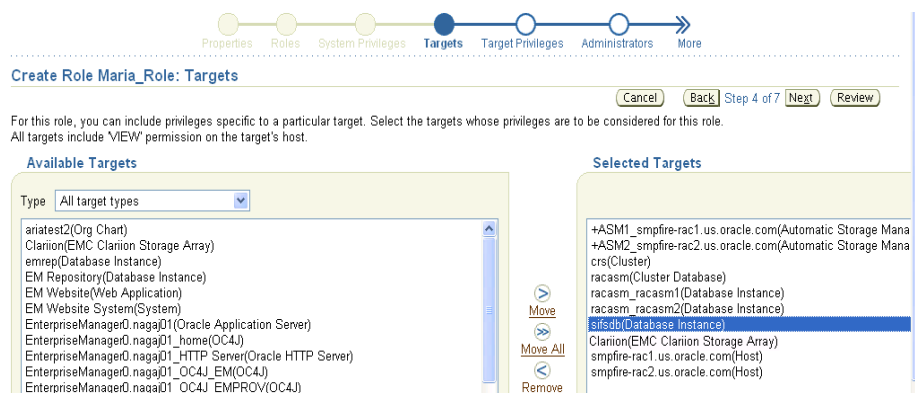 Properties Roles System Privileges Targets Target Privileges Administrators More
Create Role Maria_Role: Targets
Cancel Back Step 4 of 7 Next Review
For this role, you can include privileges specific to a particular target. Select the targets whose privileges are to be considered for this role.
All targets include 'VIEW' permission on the target's host.
Available Targets
Type All target types
ariatest2(Org Chart)
Clariion(EMC Clariion Storage Array)
emrep(Database Instance)
EM Repository(Database Instance)
EM Website(Web Application)
EM Website System(System)
EnterpriseManager0.nagaj01(Oracle Application Server)
EnterpriseManager0.nagaj01_home(OC4J)
EnterpriseManager0.nagaj01_HTTP Server(Oracle HTTP Server)
EnterpriseManager0.nagaj01_OC4J_EM(OC4J)
EnterpriseManager0.nagaj01_OC4J_EMPROV(OC4J)
Move
Move All
Remove
Selected Targets
+ASM1_smpfire-rac1.us.oracle.com(Automatic Storage Mana
+ASM2_smpfire-rac2.us.oracle.com(Automatic Storage Mana
crs(Cluster)
racasm(Cluster Database)
racasm_racasm1(Database Instance)
racasm_racasm2(Database Instance)
sifsdb(Database Instance)
Clariion(EMC Clariion Storage Array)
smpfire-rac1.us.oracle.com(Host)
smpfire-rac2.us.oracle.com(Host)